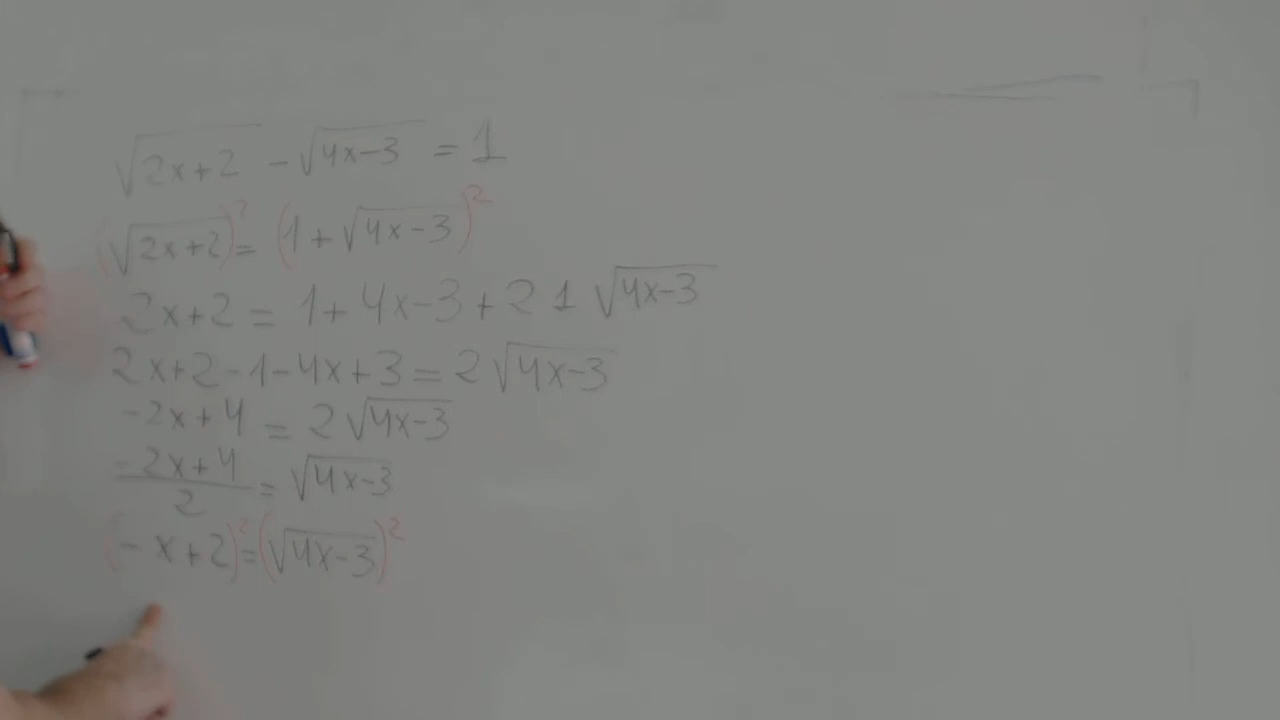 √(2x+2) - √(4x-3) = 1
(√(2x+2))² = (1+√(4x-3))²
2x+2 = 1+4x-3+2 1 √(4x-3)
2x+2-1-4x+3 = 2√(4x-3)
-2x+4 = 2√(4x-3)
(-2x+4)/2 = √(4x-3)
(-x+2)² = (√(4x-3))²